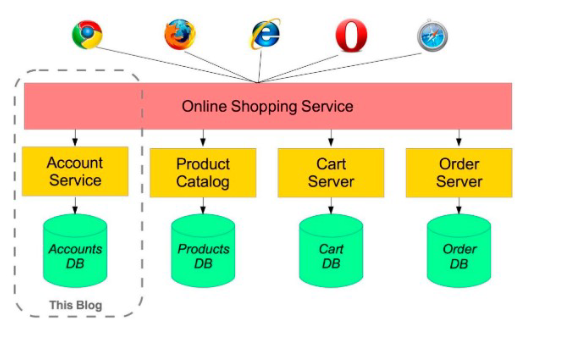 Online Shopping Service
Account
Service
Product
Catalog
Cart
Server
Order
Server
Accounts
DB
Products
DB
Cart
DB
Order
DB
This Blog